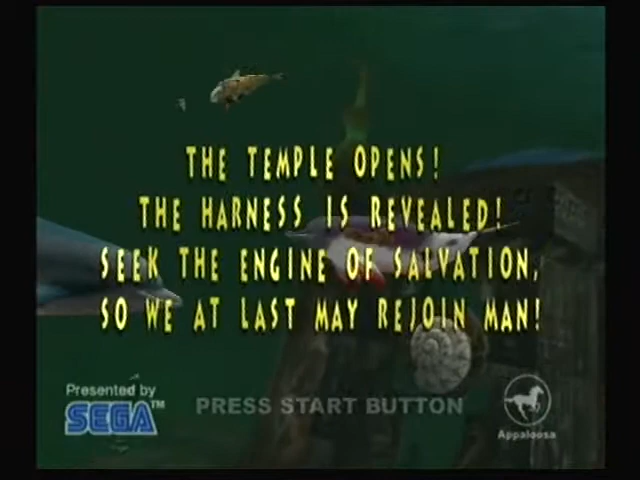 THE TEMPLE OPENS!
THE HARNESS IS REVEALED!
SEEK THE ENGINE OF SALVATION,
SO WE AT LAST MAY REJOIN MAN!
Presented by
SEGA™
PRESS START BUTTON
Appaloosa